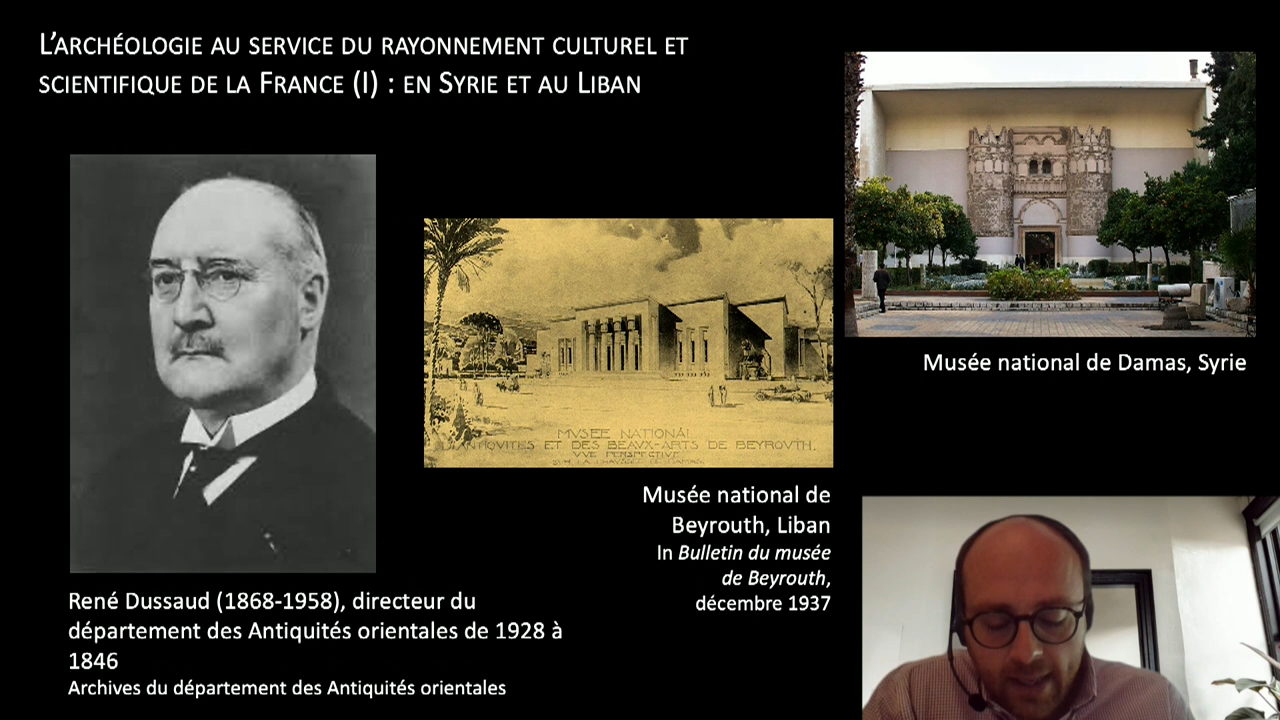 L'ARCHÉOLOGIE AU SERVICE DU RAYONNEMENT CULTUREL ET
SCIENTIFIQUE DE LA FRANCE (I) : EN SYRIE ET AU LIBAN
Musée national de Damas, Syrie
MVSEE NATIONAL
D'ANTIQVITES ET DES BEAVX-ARTS DE BEYROVTH.
VVE PERSPECTIVE
Musée national de
Beyrouth, Liban
In Bulletin du musée
de Beyrouth,
décembre 1937
René Dussaud (1868-1958), directeur du
département des Antiquités orientales de 1928 à
1846
Archives du département des Antiquités orientales